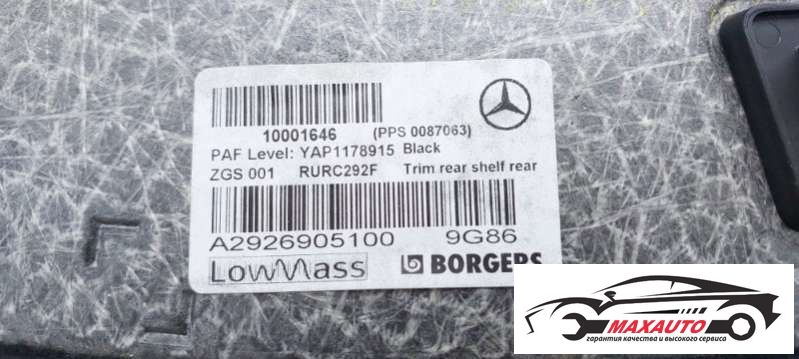 10001646 (PPS 0087063)
PAF Level: YAP1178915 Black
ZGS 001 RURC292F Trim rear shelf rear
A2926905100 9G86
LowMass BORGERS
MAXAUTO
гарантия качества и высокого сервиса